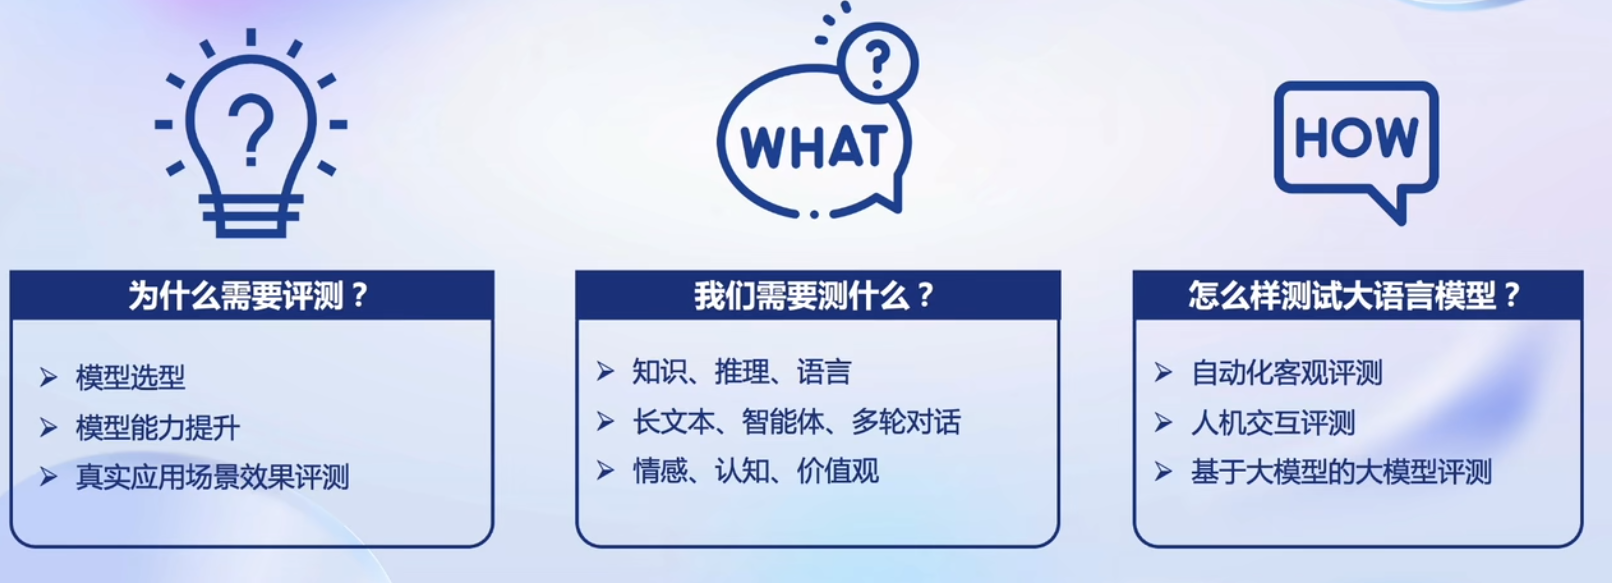 ?
?
WHAT
HOW
为什么需要评测？
模型选型
模型能力提升
真实应用场景效果评测
我们需要测什么？
知识、推理、语言
长文本、智能体、多轮对话
情感、认知、价值观
怎么样测试大语言模型？
自动化客观评测
人机交互评测
基于大模型的大模型评测